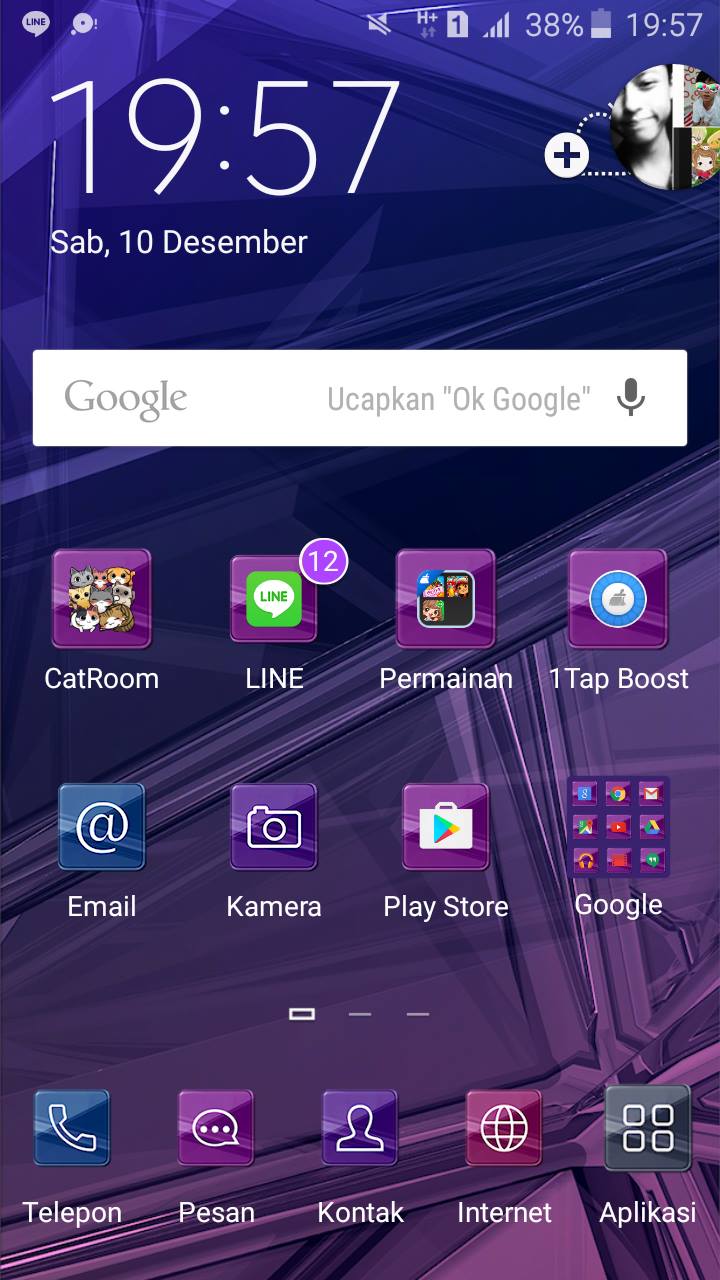 LINE
H+ 1 38% 19:57
19:57
Sab, 10 Desember
Google Ucapkan "Ok Google"
12
LINE
CatRoom LINE Permainan 1Tap Boost
@
Email Kamera Play Store Google
Telepon Pesan Kontak Internet Aplikasi